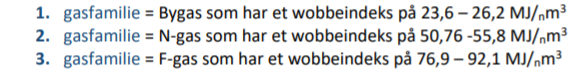 1. gasfamilie = Bygas som har et wobbeindeks på 23,6 – 26,2 MJ/ₙm³
2. gasfamilie = N-gas som har et wobbeindeks på 50,76 -55,8 MJ/ₙm³
3. gasfamilie = F-gas som har et wobbeindeks på 76,9 – 92,1 MJ/ₙm³